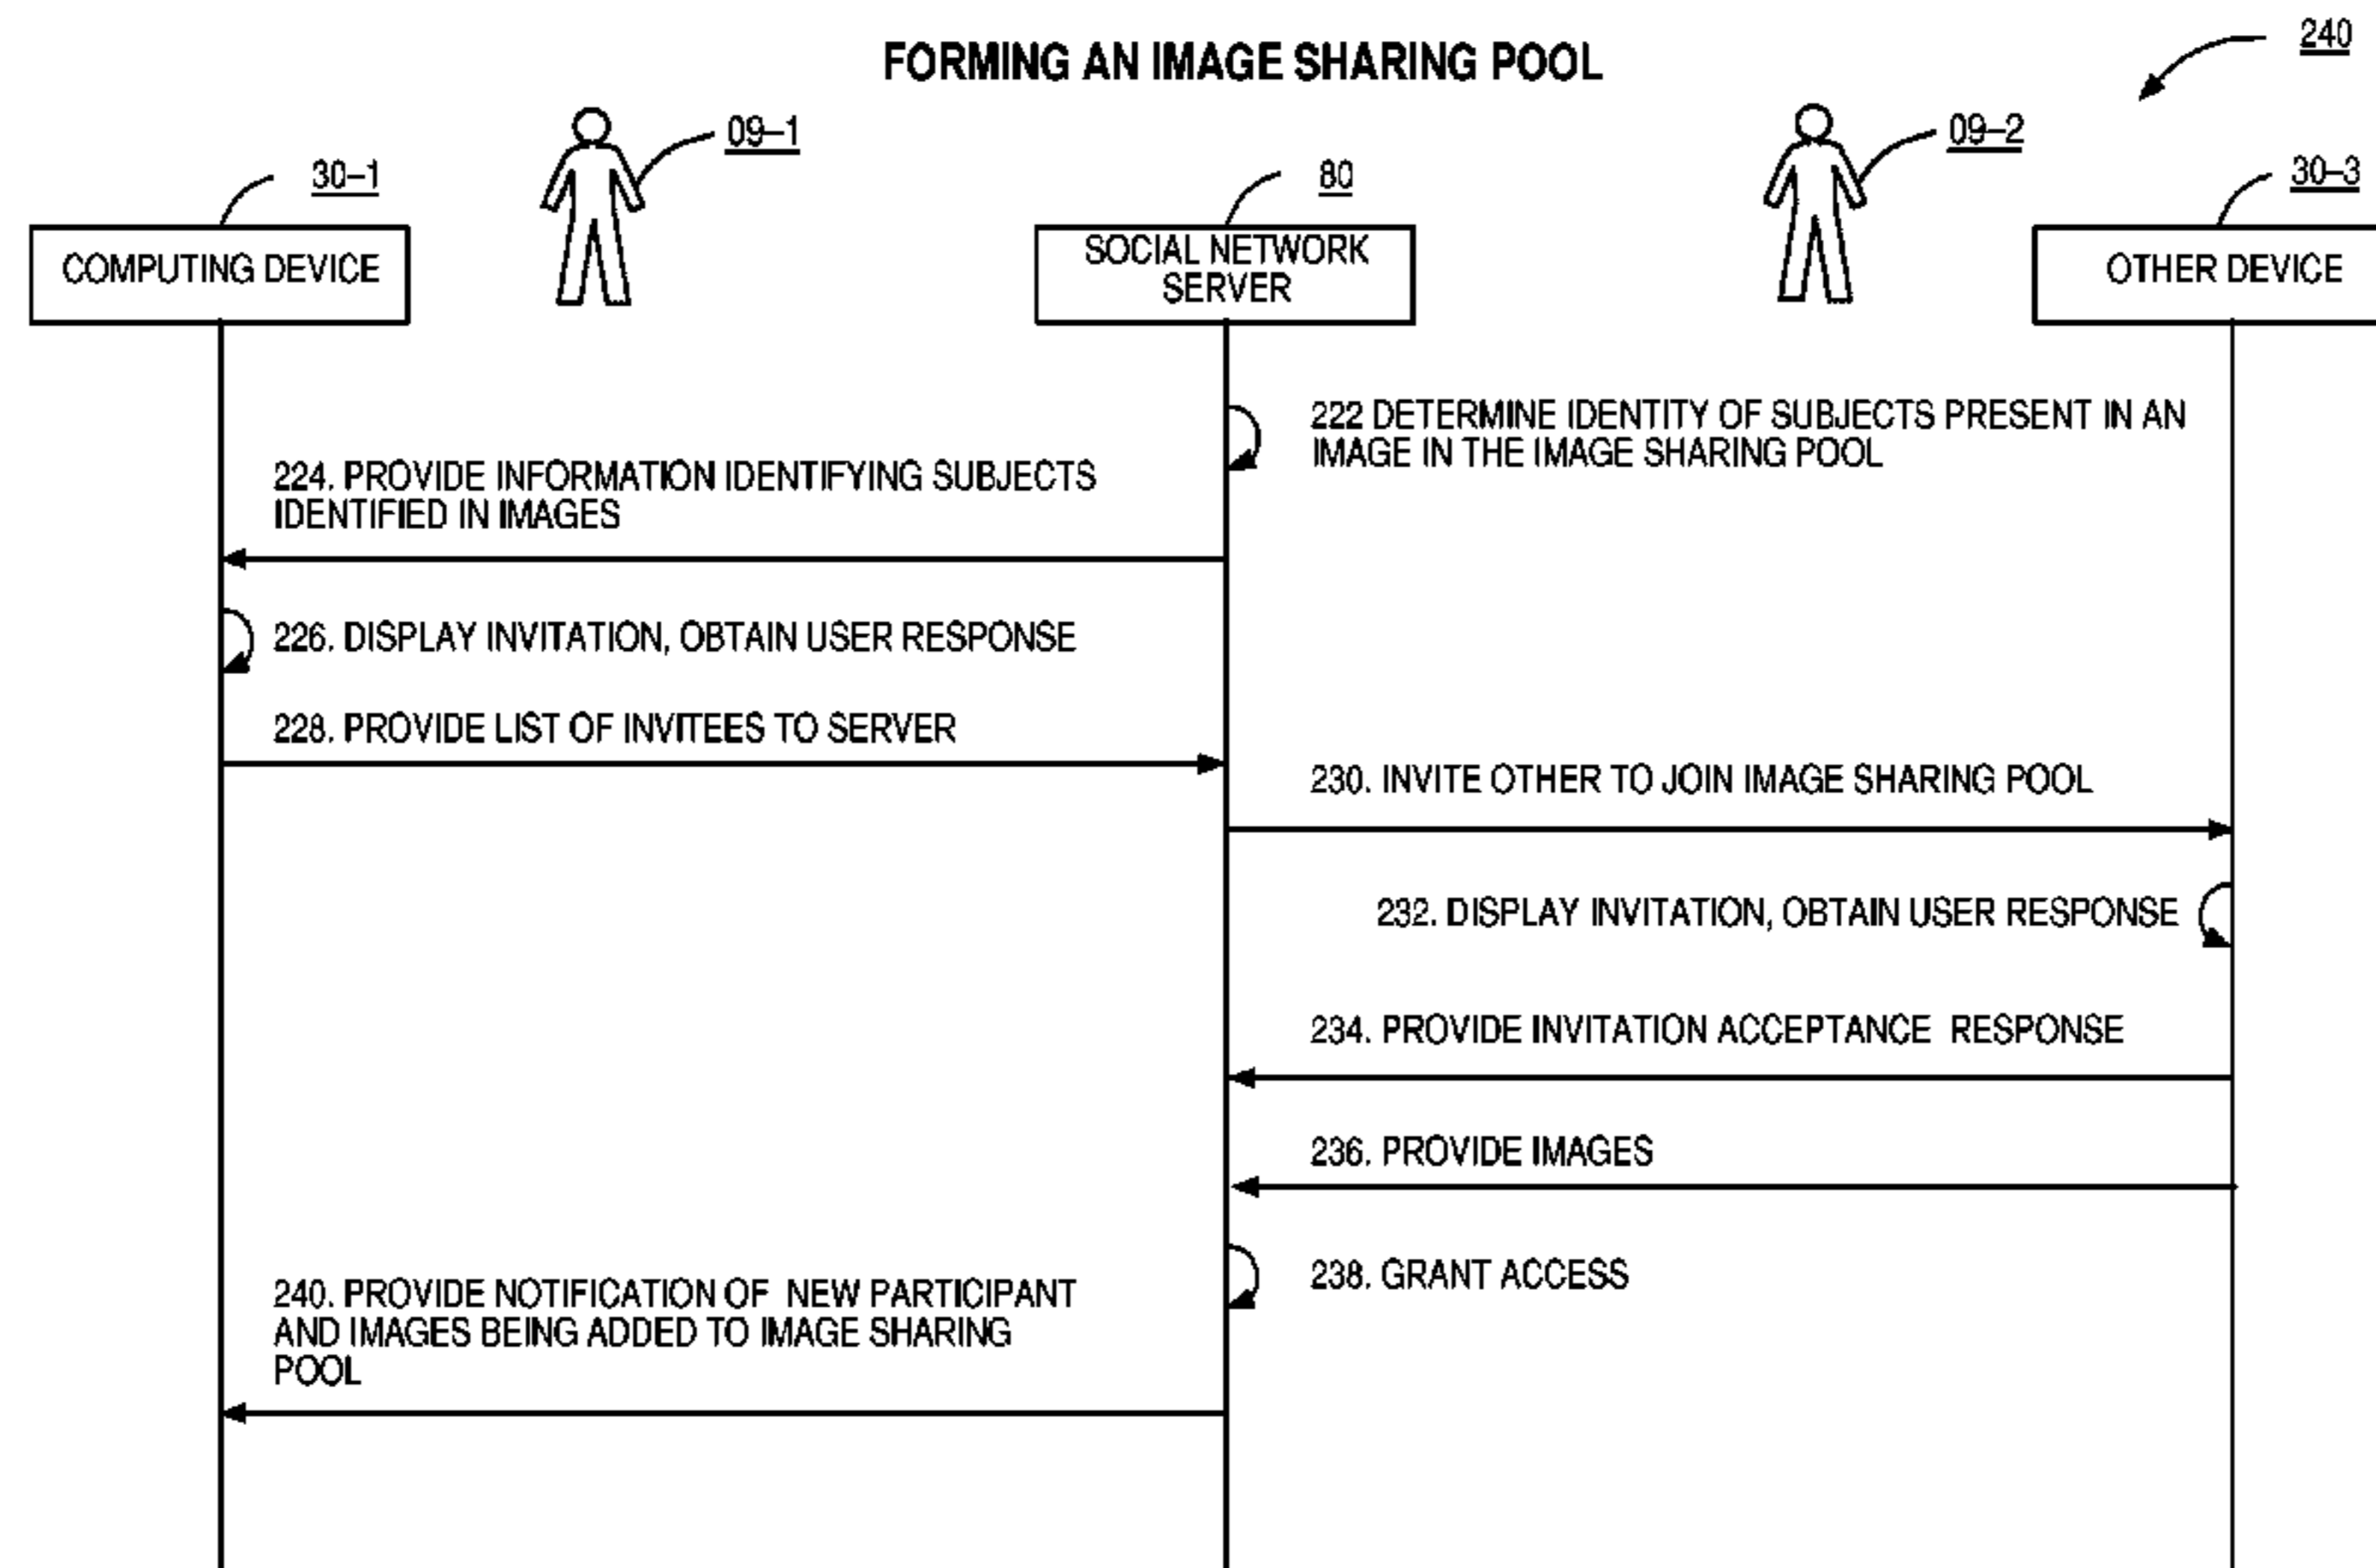 240
FORMING AN IMAGE SHARING POOL
09–1
09–2
30–1
80
30–3
COMPUTING DEVICE
SOCIAL NETWORK
SERVER
OTHER DEVICE
222 DETERMINE IDENTITY OF SUBJECTS PRESENT IN AN
IMAGE IN THE IMAGE SHARING POOL
224. PROVIDE INFORMATION IDENTIFYING SUBJECTS
IDENTIFIED IN IMAGES
226. DISPLAY INVITATION, OBTAIN USER RESPONSE
228. PROVIDE LIST OF INVITEES TO SERVER
230. INVITE OTHER TO JOIN IMAGE SHARING POOL
232. DISPLAY INVITATION, OBTAIN USER RESPONSE
234. PROVIDE INVITATION ACCEPTANCE RESPONSE
236. PROVIDE IMAGES
238. GRANT ACCESS
240. PROVIDE NOTIFICATION OF NEW PARTICIPANT
AND IMAGES BEING ADDED TO IMAGE SHARING
POOL